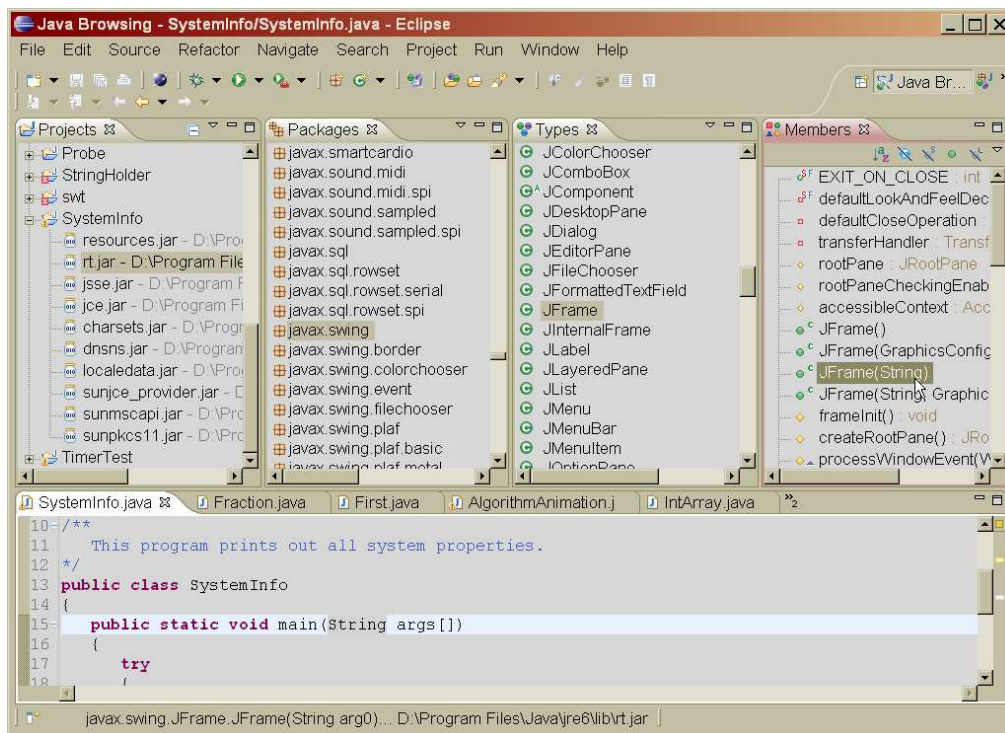 Java Browsing - SystemInfo/SystemInfo.java - Eclipse
File Edit Source Refactor Navigate Search Project Run Window Help
Java Br...
Projects
Probe
StringHolder
swt
SystemInfo
resources.jar - D:\Pro
rt.jar - D:\Program File
jsse.jar - D:\Program F
jce.jar - D:\Program Fi
charsets.jar - D:\Progr
dnsns.jar - D:\Program
localedata.jar - D:\Prog
sunjce_provider.jar - D
sunmscapi.jar - D:\Pro
sunpkcs11.jar - D:\Pro
TimerTest
Packages
javax.smartcardio
javax.sound.midi
javax.sound.midi.spi
javax.sound.sampled
javax.sound.sampled.spi
javax.sql
javax.sql.rowset
javax.sql.rowset.serial
javax.sql.rowset.spi
javax.swing
javax.swing.border
javax.swing.colorchooser
javax.swing.event
javax.swing.filechooser
javax.swing.plaf
javax.swing.plaf.basic
javax.swing.plaf.metal
Types
JColorChooser
JComboBox
JComponent
JDesktopPane
JDialog
JEditorPane
JFileChooser
JFormattedTextField
JFrame
JInternalFrame
JLabel
JLayeredPane
JList
JMenu
JMenuBar
JMenuItem
JOptionPane
Members
EXIT_ON_CLOSE : int
defaultLookAndFeelDec
defaultCloseOperation :
transferHandler : Transf
rootPane : JRootPane
rootPaneCheckingEnab
accessibleContext : Acc
JFrame()
JFrame(GraphicsConfig
JFrame(String)
JFrame(String, Graphic
frameInit() : void
createRootPane() : JRo
processWindowEvent(W
SystemInfo.java Fraction.java First.java AlgorithmAnimation.j IntArray.java »2
10 /**
11 This program prints out all system properties.
12 */
13 public class SystemInfo
14 {
15 public static void main(String args[])
16 {
17 try
18 {
javax.swing.JFrame.JFrame(String arg0)... D:\Program Files\Java\jre6\lib\rt.jar